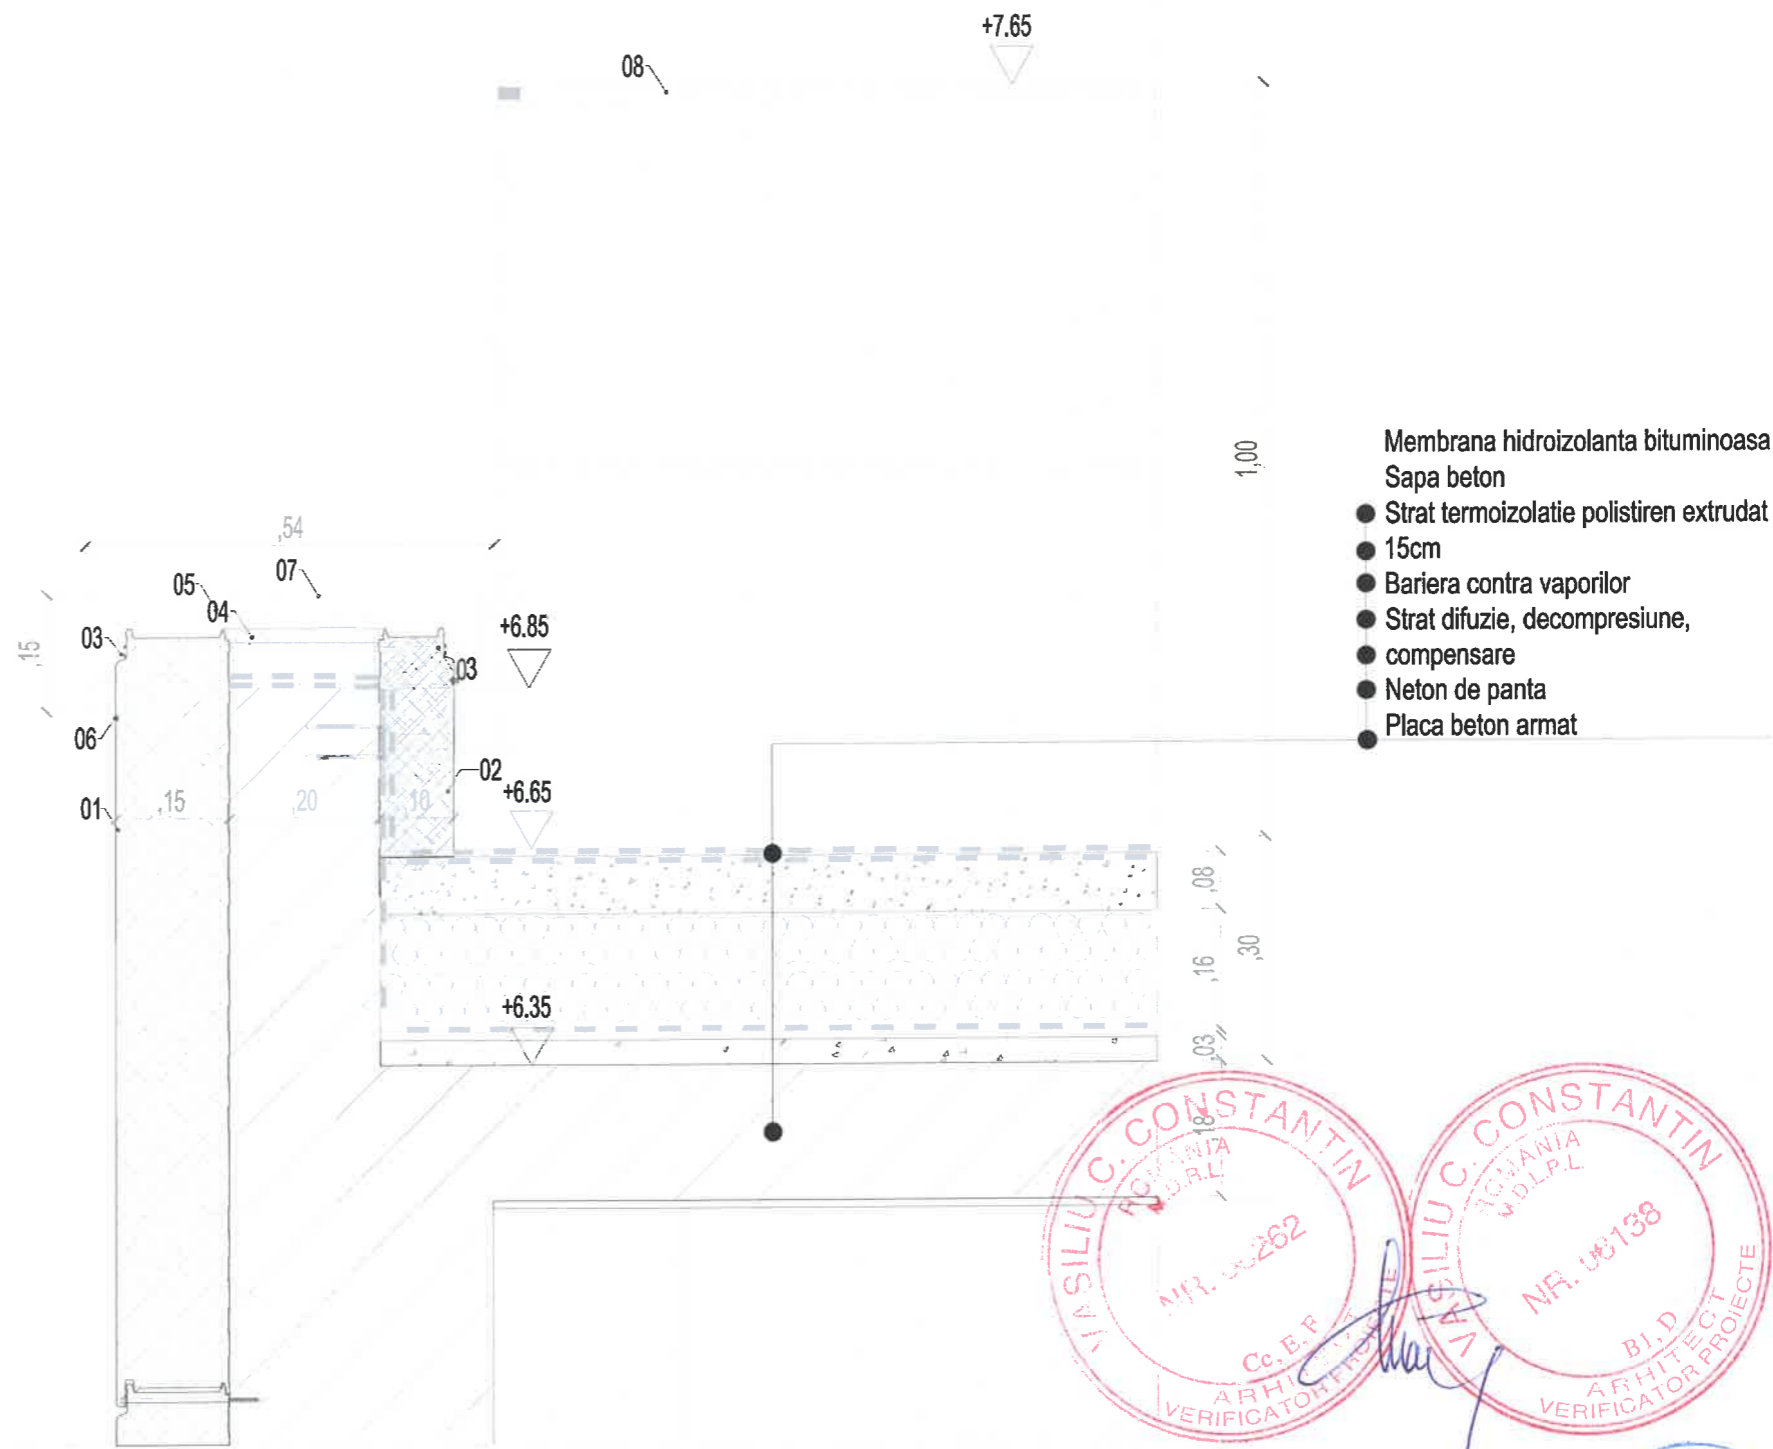 +7.65
08
1,00
Membrana hidroizolanta bituminoasa
Sapa beton
Strat termoizolatie polistiren extrudat
15cm
Bariera contra vaporilor
Strat difuzie, decompresiune,
compensare
Neton de panta
Placa beton armat
,54
07
05
04
03
,15
+6.85
03
06
02
01
,15
,20
,10
+6.65
,08
,16
,30
+6.35
,03
,18
VASILIU C. CONSTANTIN
ROMANIA
Cc, E, F
ARHITECT
VERIFICATOR PROIECTE
VASILIU C. CONSTANTIN
ROMANIA
M.D.L.P.L.
NR. 06138
B1, D
ARHITECT
VERIFICATOR PROIECTE